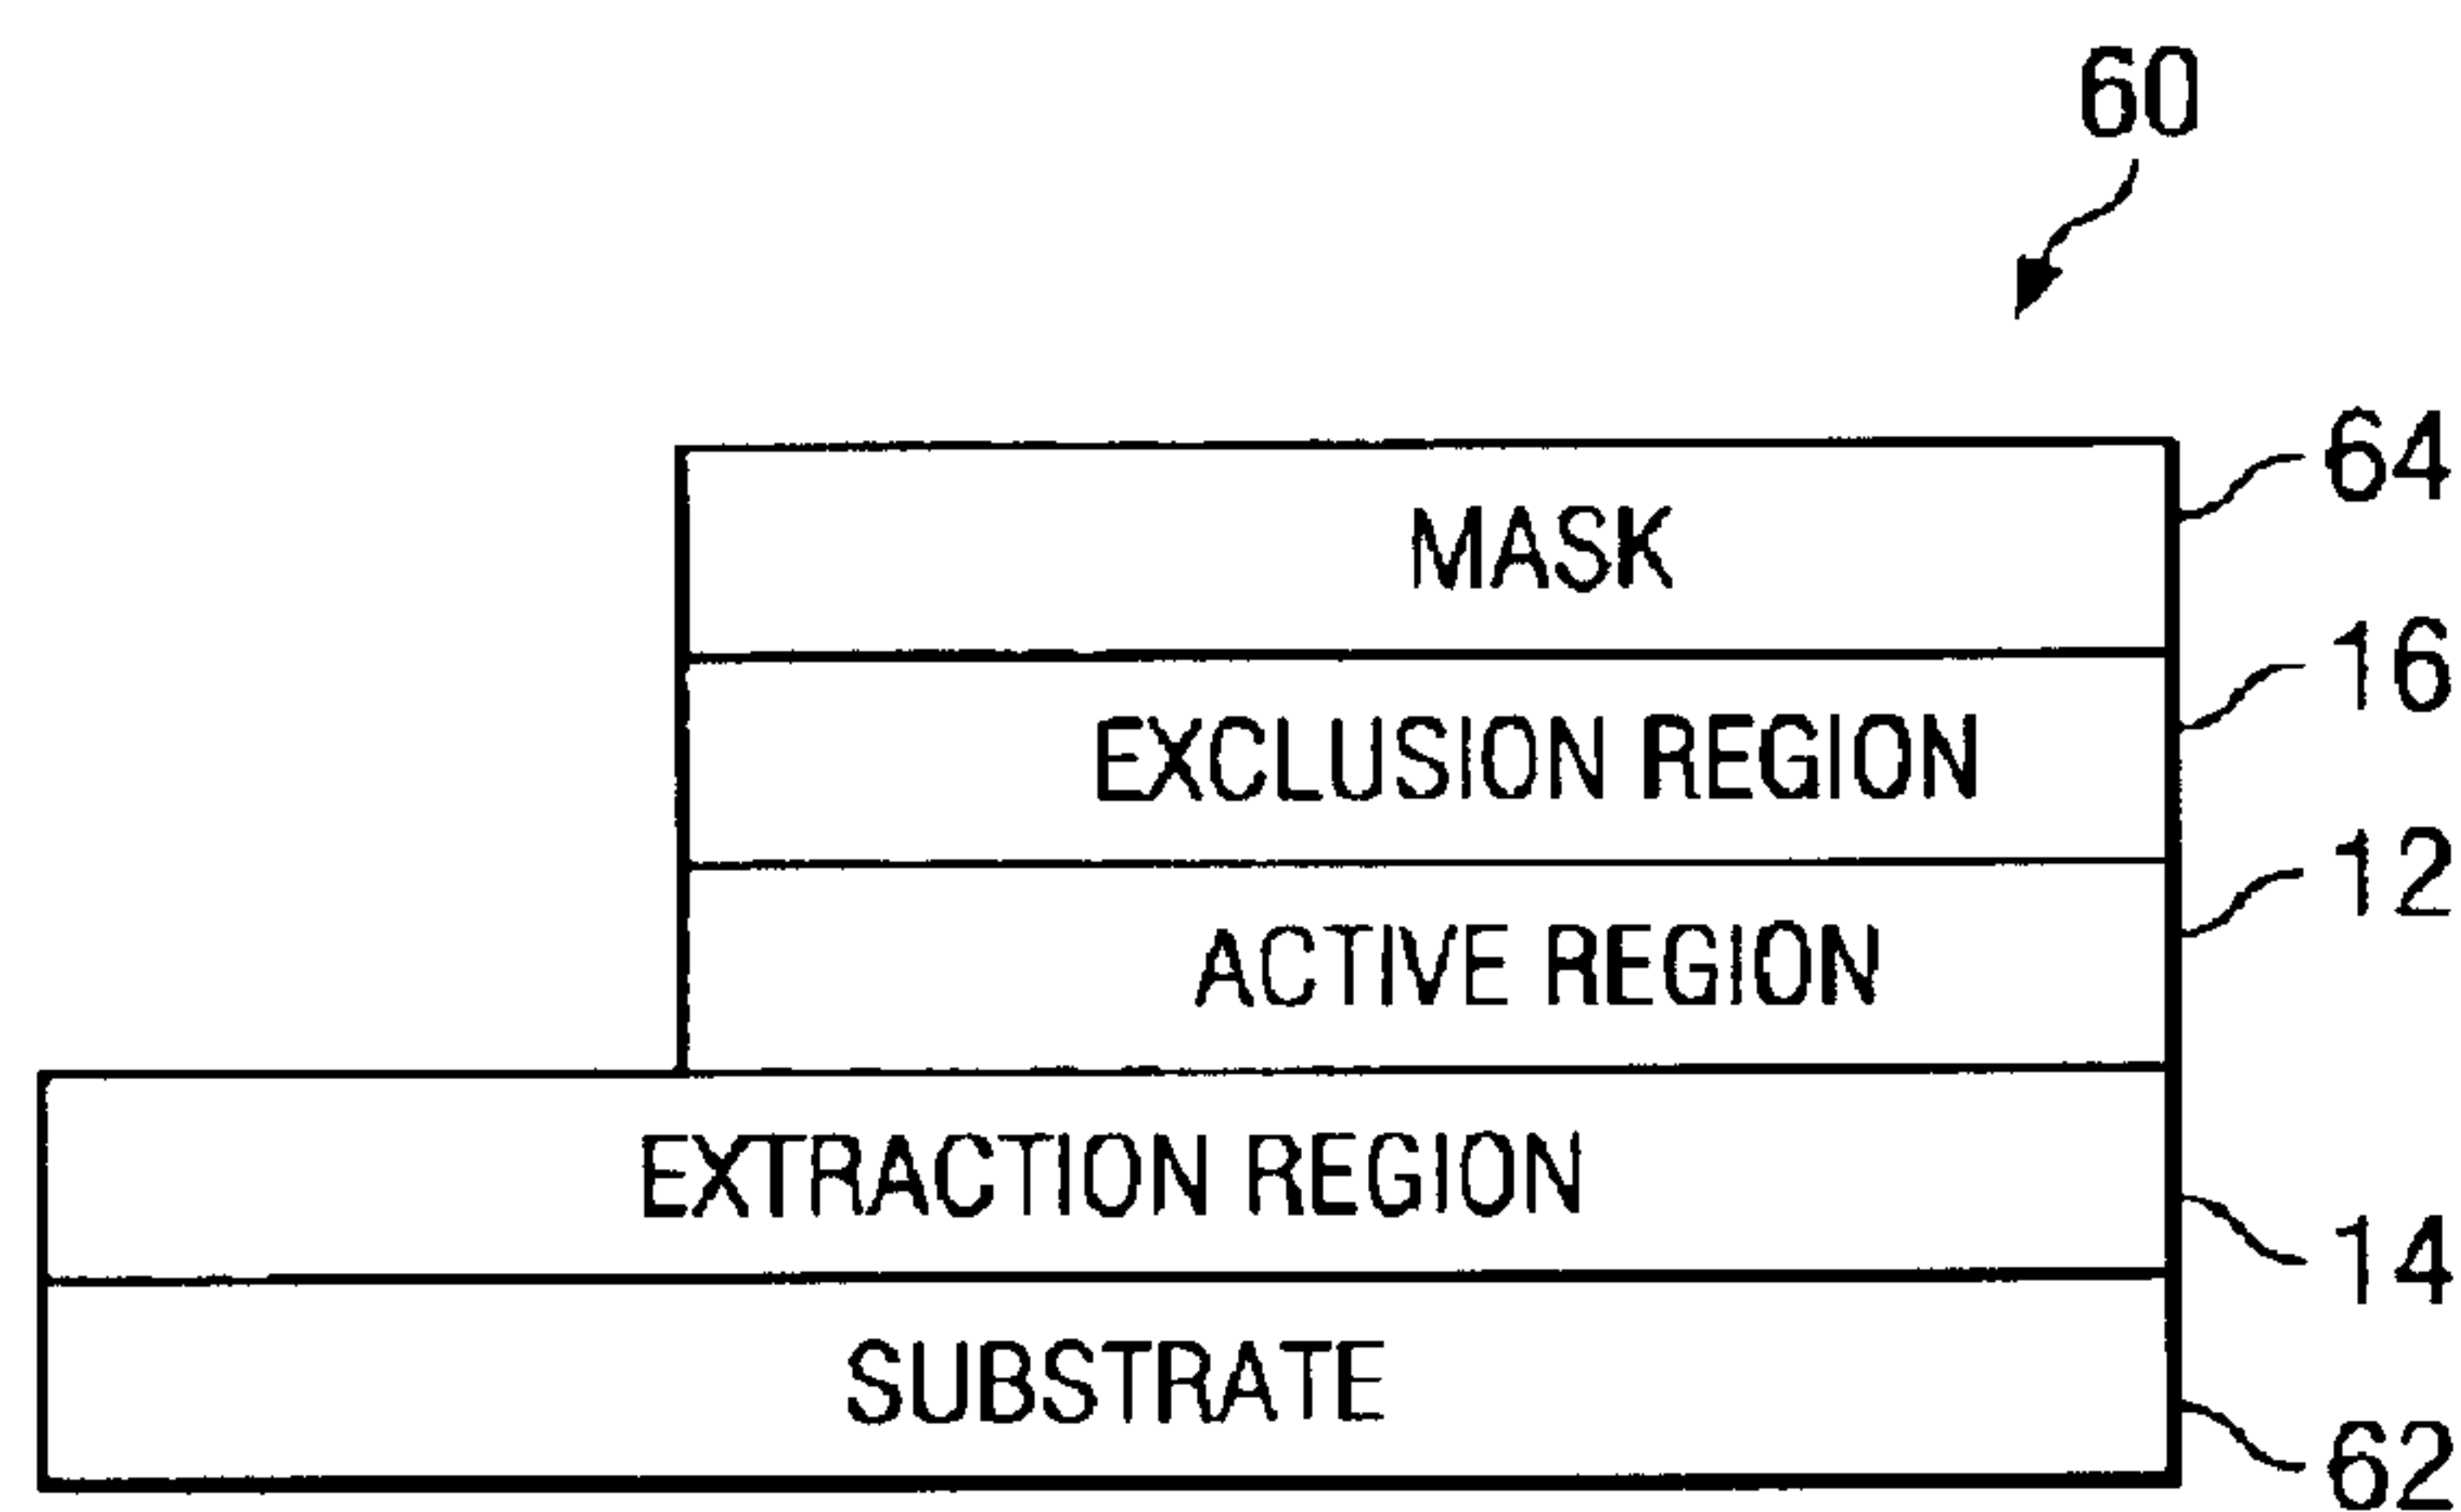 60
MASK
64
EXCLUSION REGION
16
ACTIVE REGION
12
EXTRACTION REGION
14
SUBSTRATE
62